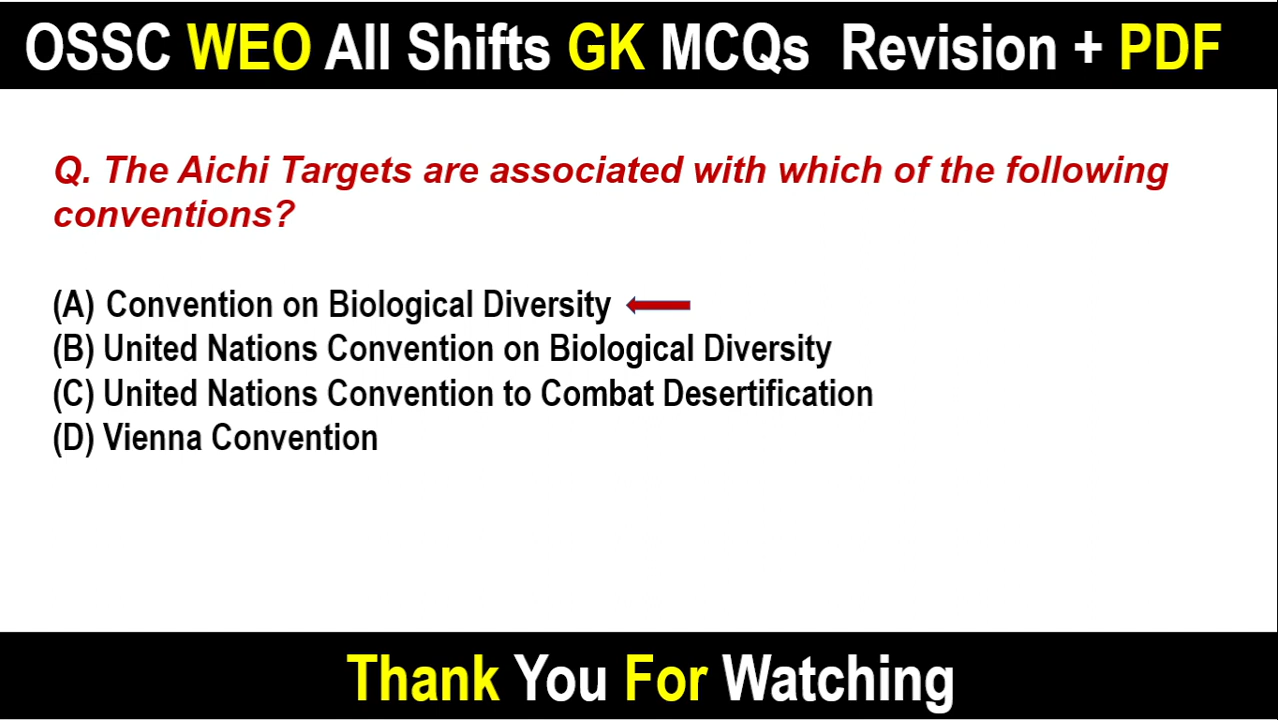 OSSC WEO All Shifts GK MCQs Revision + PDF
Q. The Aichi Targets are associated with which of the following
conventions?
(A) Convention on Biological Diversity
(B) United Nations Convention on Biological Diversity
(C) United Nations Convention to Combat Desertification
(D) Vienna Convention
Thank You For Watching